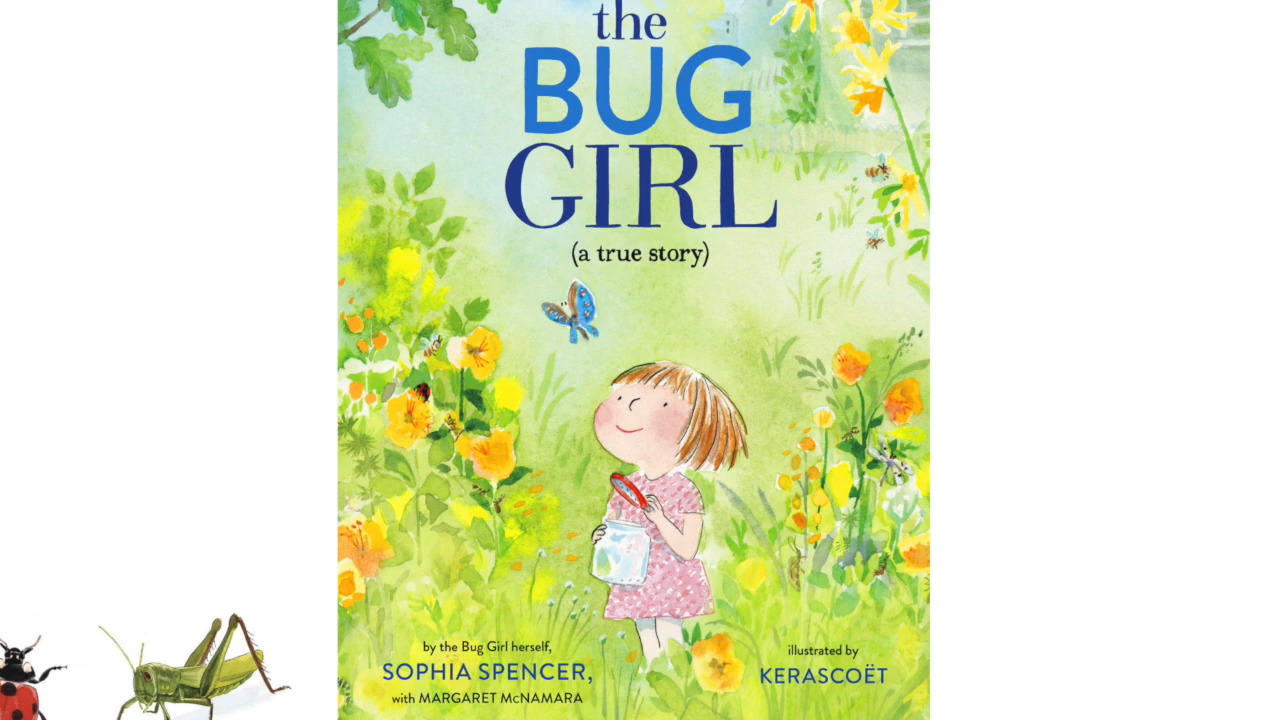 the
BUG
GIRL
(a true story)
by the Bug Girl herself,
SOPHIA SPENCER,
with MARGARET McNAMARA
illustrated by
KERASCOËT